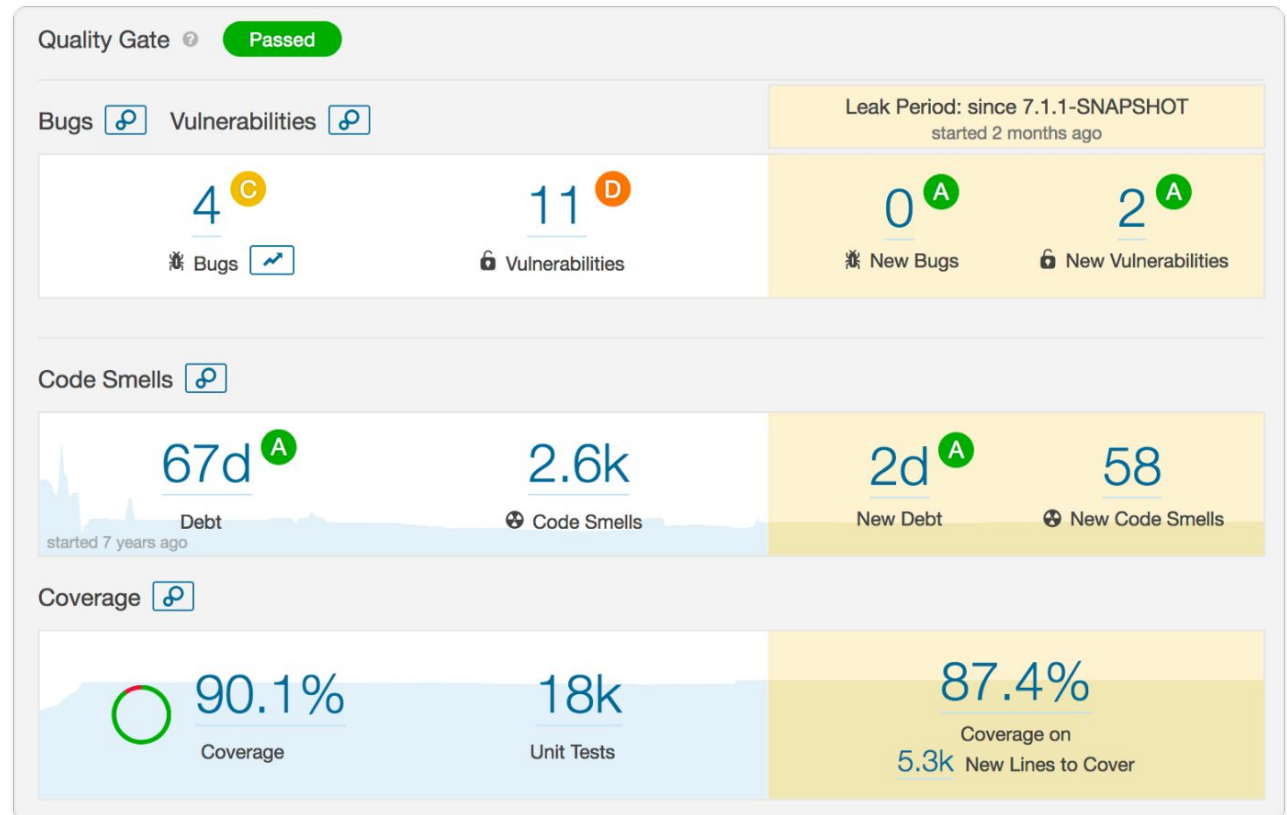 Quality Gate ? Passed
Bugs Vulnerabilities
Leak Period: since 7.1.1-SNAPSHOT
started 2 months ago
4 C
Bugs
11 D
Vulnerabilities
0 A
New Bugs
2 A
New Vulnerabilities
Code Smells
67d A
Debt
started 7 years ago
2.6k
Code Smells
2d A
New Debt
58
New Code Smells
Coverage
90.1%
Coverage
18k
Unit Tests
87.4%
Coverage on
5.3k New Lines to Cover